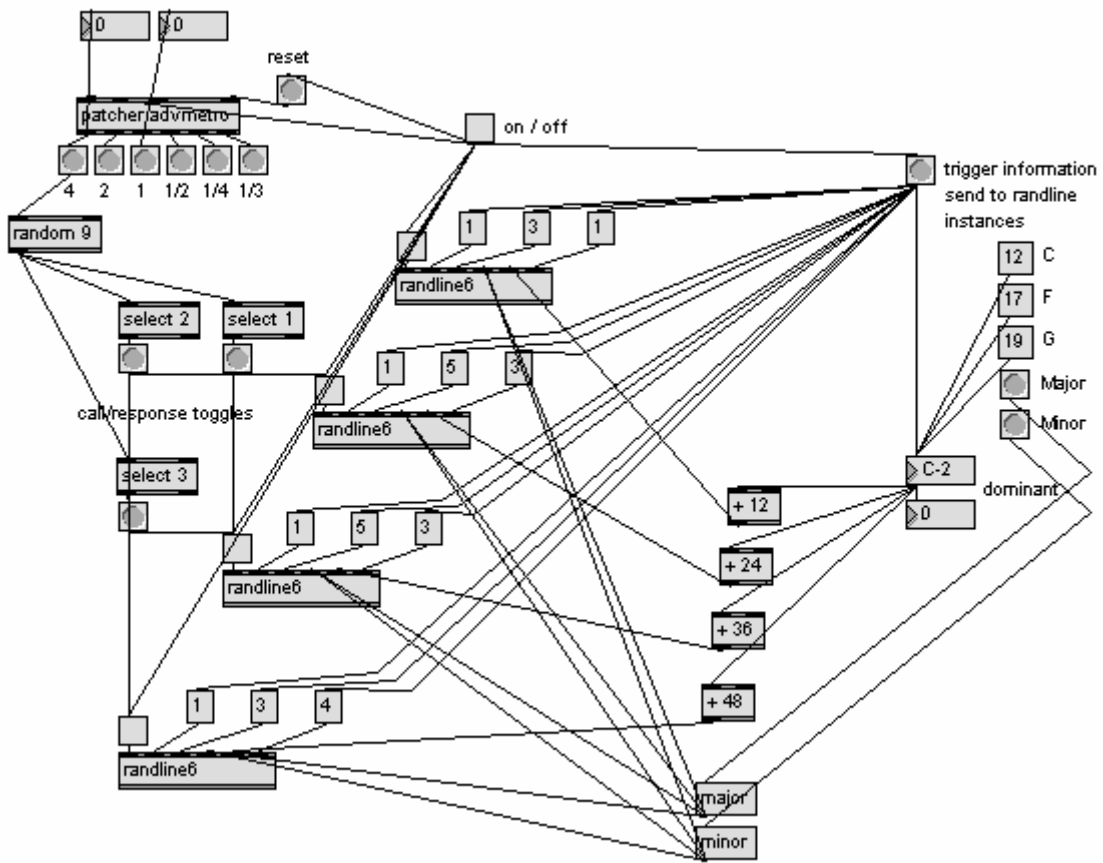 0
0
reset
patcher advmetro
on / off
4
2
1
1/2
1/4
1/3
trigger information
send to randline
instances
random 9
1
3
1
12
C
randline6
17
F
select 2
select 1
19
G
1
5
3
Major
call/response toggles
Minor
randline6
select 3
C-2
dominant
+ 12
0
1
5
3
+ 24
randline6
+ 36
1
3
4
+ 48
randline6
major
minor